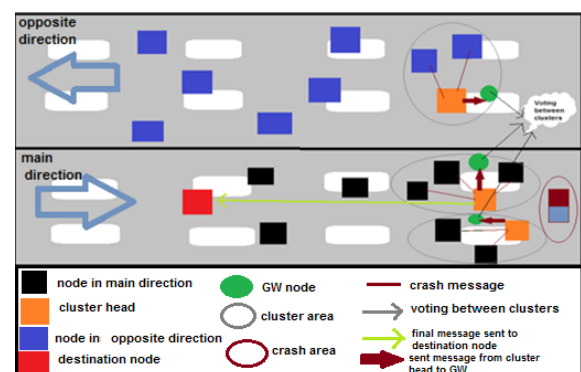 opposite
direction
Voting
between
clusters
main
direction
node in main direction
cluster head
node in opposite direction
destination node
GW node
cluster area
crash area
crash message
voting between clusters
final message sent to
destination node
sent message from cluster
head to GW